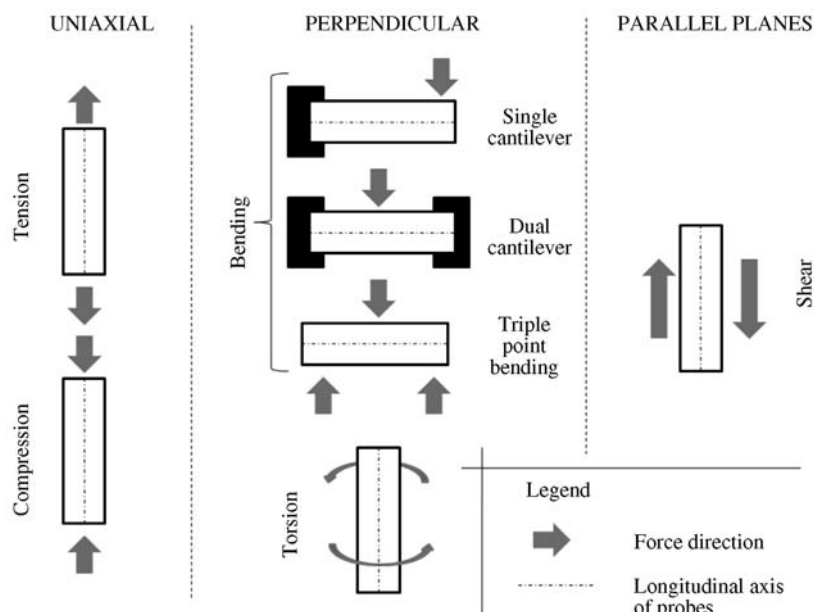 UNIAXIAL
PERPENDICULAR
PARALLEL PLANES
Tension
Compression
Bending
Single
cantilever
Dual
cantilever
Triple
point
bending
Torsion
Shear
Legend
Force direction
Longitudinal axis
of probes